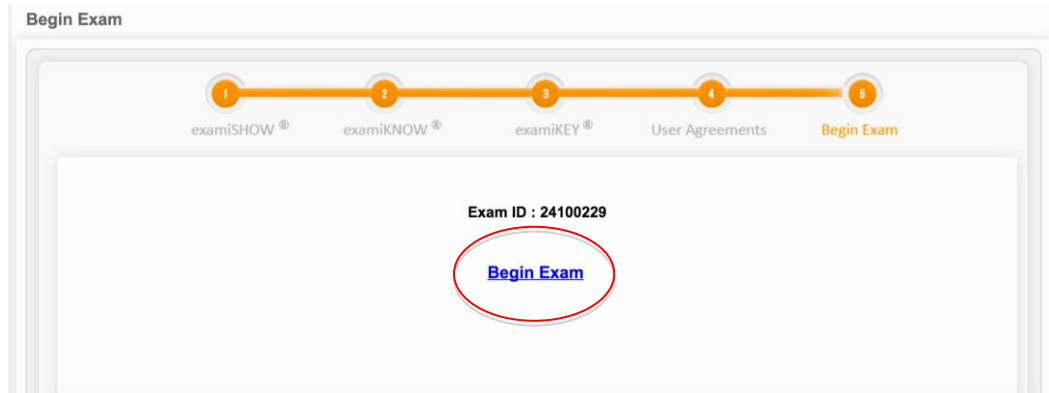 Begin Exam
1 2 3 4 5
examiSHOW ® examiKNOW ® examiKEY ® User Agreements Begin Exam
Exam ID : 24100229
Begin Exam